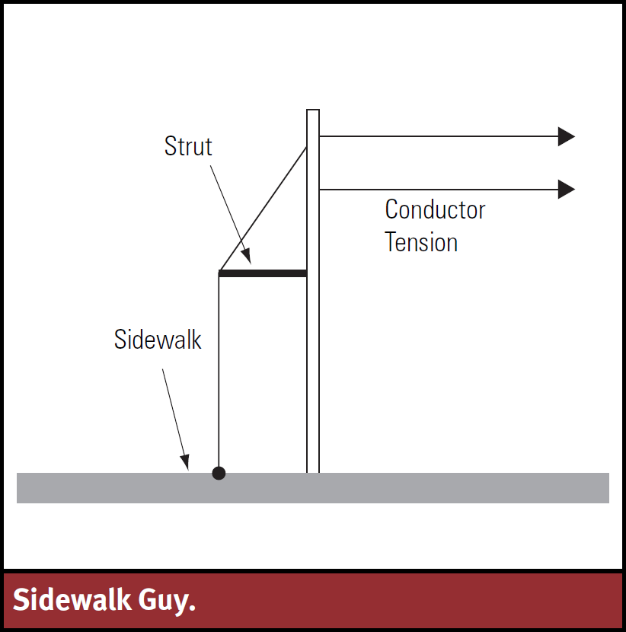 Strut
Conductor
Tension
Sidewalk
Sidewalk Guy.